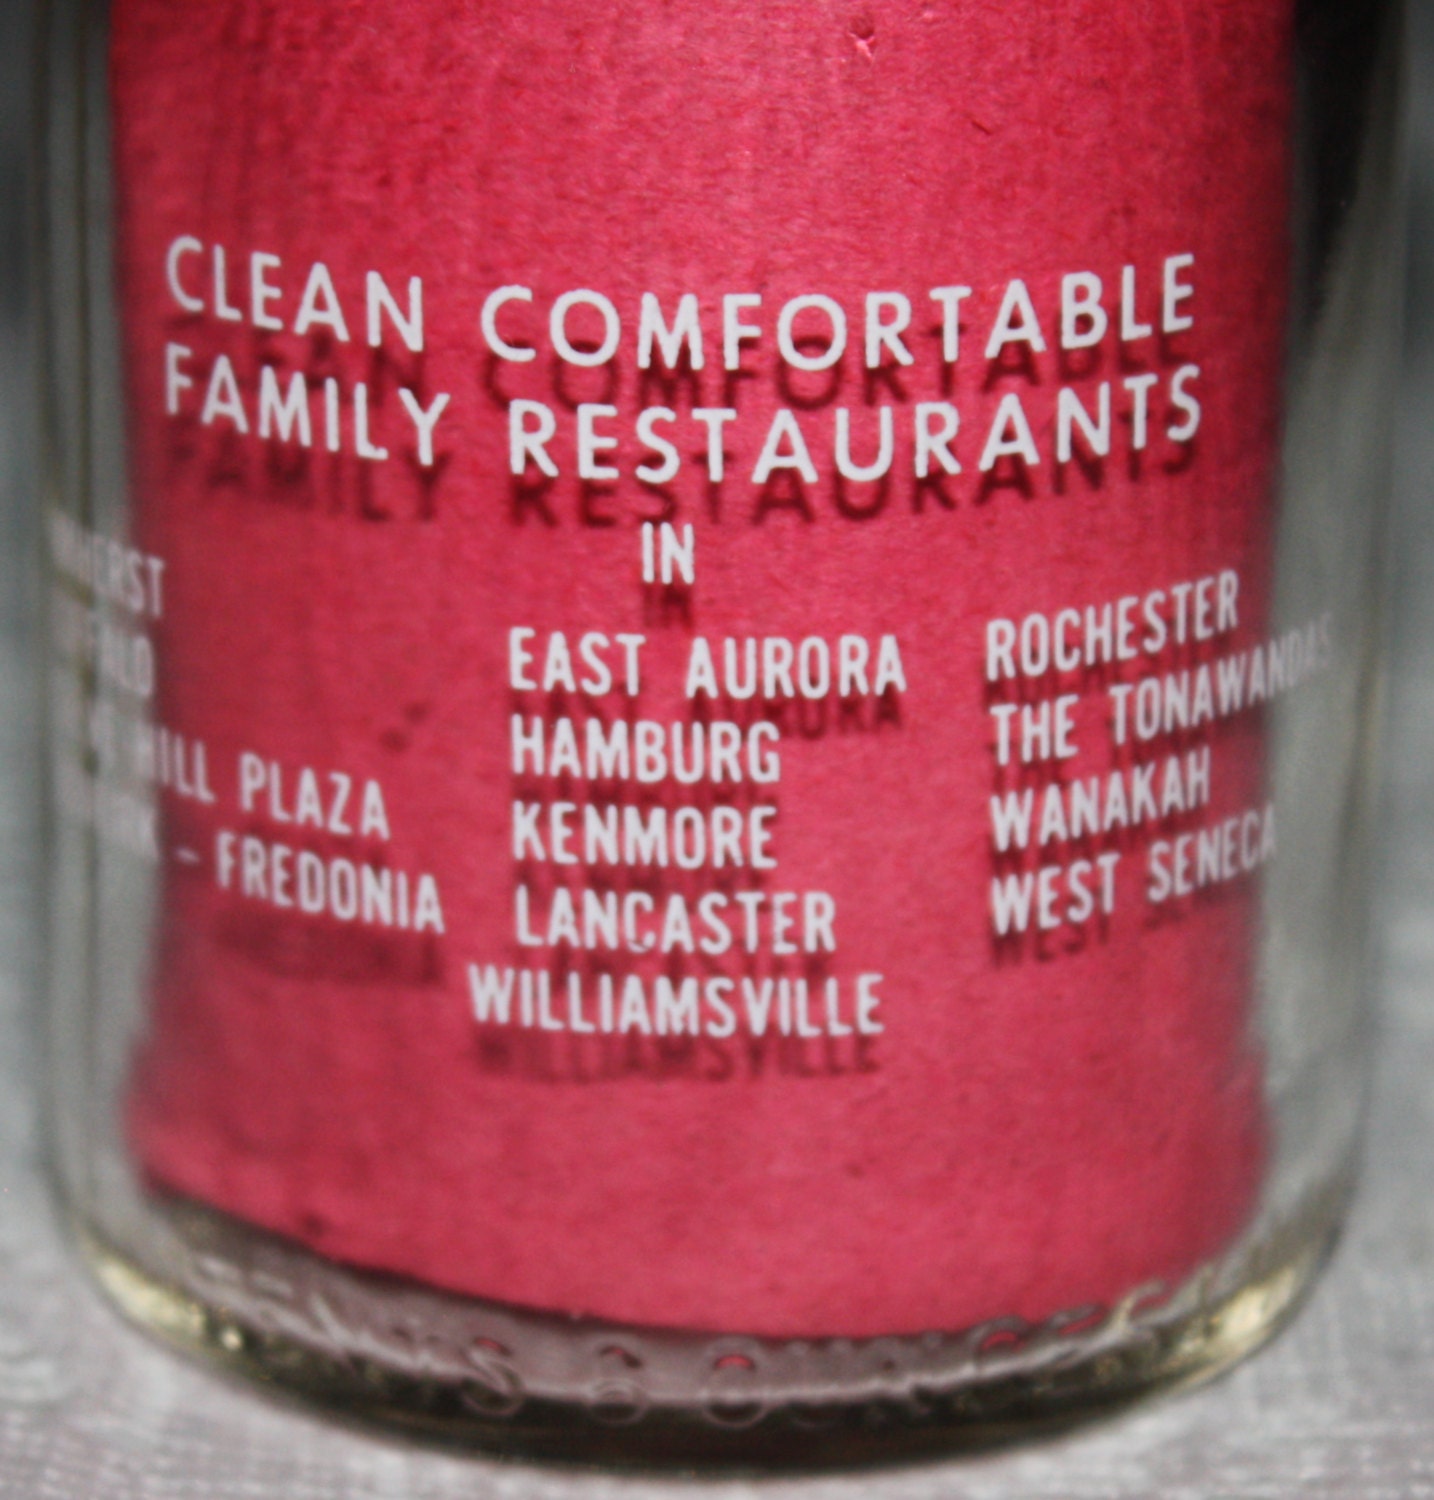 CLEAN COMFORTABLE
FAMILY RESTAURANTS
IN
HILL PLAZA
- FREDONIA
EAST AURORA
HAMBURG
KENMORE
LANCASTER
WILLIAMSVILLE
ROCHESTER
THE TONAWANDAS
WANAKAH
WEST SENECA